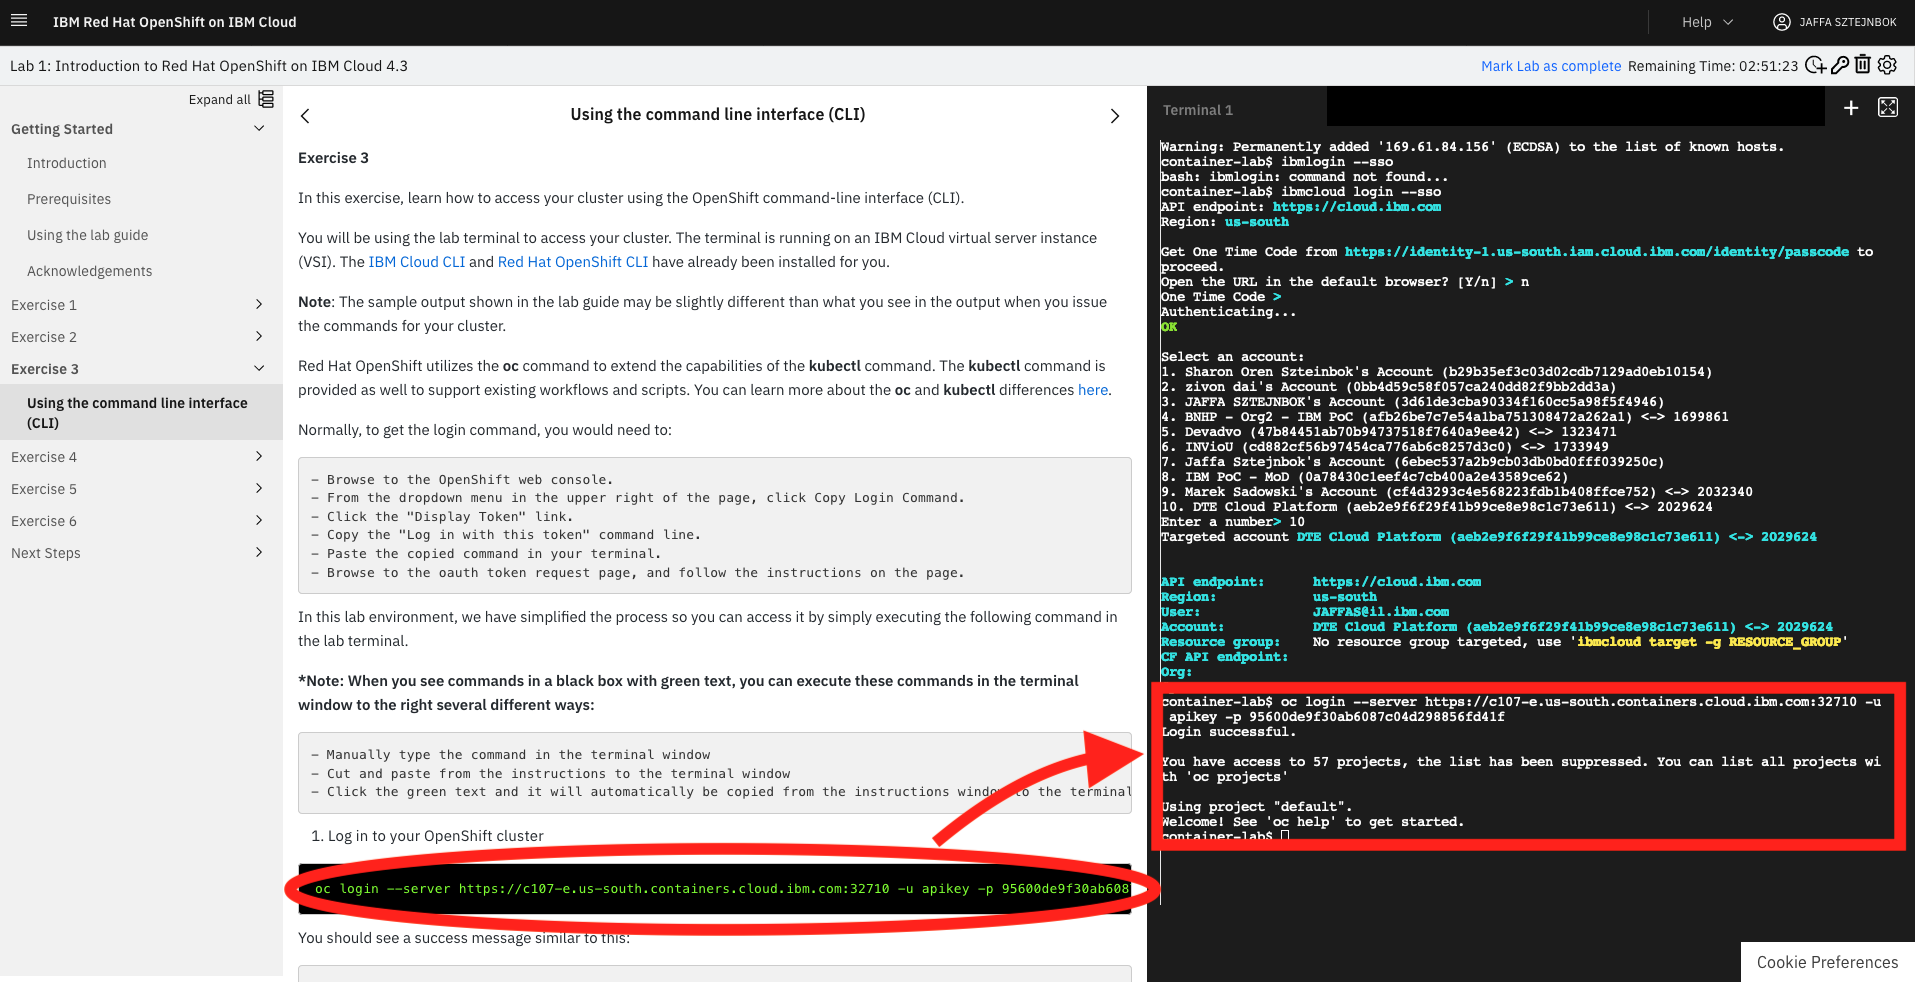 IBM Red Hat OpenShift on IBM Cloud
Help
JAFFA SZTEJNBOK
Lab 1: Introduction to Red Hat OpenShift on IBM Cloud 4.3
Mark Lab as complete Remaining Time: 02:51:23
Expand all
Getting Started
Introduction
Prerequisites
Using the lab guide
Acknowledgements
Exercise 1
Exercise 2
Exercise 3
Using the command line interface
(CLI)
Exercise 4
Exercise 5
Exercise 6
Next Steps
Using the command line interface (CLI)
Exercise 3
In this exercise, learn how to access your cluster using the OpenShift command-line interface (CLI).
You will be using the lab terminal to access your cluster. The terminal is running on an IBM Cloud virtual server instance
(VSI). The IBM Cloud CLI and Red Hat OpenShift CLI have already been installed for you.
Note: The sample output shown in the lab guide may be slightly different than what you see in the output when you issue
the commands for your cluster.
Red Hat OpenShift utilizes the oc command to extend the capabilities of the kubectl command. The kubectl command is
provided as well to support existing workflows and scripts. You can learn more about the oc and kubectl differences here.
Normally, to get the login command, you would need to:
- Browse to the OpenShift web console.
- From the dropdown menu in the upper right of the page, click Copy Login Command.
- Click the "Display Token" link.
- Copy the "Log in with this token" command line.
- Paste the copied command in your terminal.
- Browse to the oauth token request page, and follow the instructions on the page.
In this lab environment, we have simplified the process so you can access it by simply executing the following command in
the lab terminal.
*Note: When you see commands in a black box with green text, you can execute these commands in the terminal
window to the right several different ways:
- Manually type the command in the terminal window
- Cut and paste from the instructions to the terminal window
- Click the green text and it will automatically be copied from the instructions window to the terminal
1. Log in to your OpenShift cluster
oc login --server https://c107-e.us-south.containers.cloud.ibm.com:32710 -u apikey -p 95600de9f30ab608
You should see a success message similar to this:
Terminal 1
Warning: Permanently added '169.61.84.156' (ECDSA) to the list of known hosts.
container-lab$ ibmlogin --sso
bash: ibmlogin: command not found...
container-lab$ ibmcloud login --sso
API endpoint: https://cloud.ibm.com
Region: us-south
Get One Time Code from https://identity-1.us-south.iam.cloud.ibm.com/identity/passcode to
proceed.
Open the URL in the default browser? [Y/n] > n
One Time Code >
Authenticating...
OK
Select an account:
1. Sharon Oren Szteinbok's Account (b29b35ef3c03d02cdb7129ad0eb10154)
2. zivon dai's Account (0bb4d59c58f057ca240dd82f9bb2dd3a)
3. JAFFA SZTEJNBOK's Account (3d61de3cba90334f160cc5a98f5f4946)
4. BNHP - Org2 - IBM PoC (afb26be7c7e54a1ba751308472a262a1) <-> 1699861
5. Devadvo (47b84451ab70b94737518f7640a9ee42) <-> 1323471
6. INVioU (cd882cf56b97454ca776ab6c8257d3c0) <-> 1733949
7. Jaffa Sztejnbok's Account (6ebec537a2b9cb03db0bd0fff039250c)
8. IBM PoC - MoD (0a78430c1eef4c7cb400a2e43589ce62)
9. Marek Sadowski's Account (cf4d3293c4e568223fdb1b408ffce752) <-> 2032340
10. DTE Cloud Platform (aeb2e9f6f29f41b99ce8e98c1c73e611) <-> 2029624
Enter a number> 10
Targeted account DTE Cloud Platform (aeb2e9f6f29f41b99ce8e98c1c73e611) <-> 2029624
API endpoint: https://cloud.ibm.com
Region: us-south
User: JAFFAS@il.ibm.com
Account: DTE Cloud Platform (aeb2e9f6f29f41b99ce8e98c1c73e611) <-> 2029624
Resource group: No resource group targeted, use 'ibmcloud target -g RESOURCE_GROUP'
CF API endpoint:
Org:
container-lab$ oc login --server https://c107-e.us-south.containers.cloud.ibm.com:32710 -u
apikey -p 95600de9f30ab6087c04d298856fd41f
Login successful.
You have access to 57 projects, the list has been suppressed. You can list all projects wi
th 'oc projects'
Using project "default".
Welcome! See 'oc help' to get started.
container-lab$
Cookie Preferences